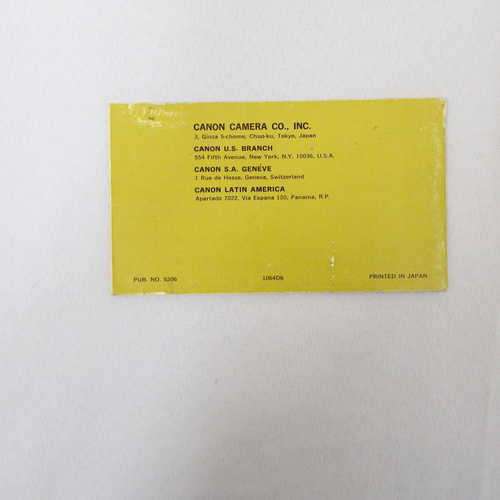 CANON CAMERA CO., INC.
3, Ginza 5-chome, Chuo-ku, Tokyo, Japan
CANON U.S. BRANCH
554 Fifth Avenue, New York, N.Y. 10036, U.S.A.
CANON S.A. GENEVE
1 Rue de Hesse, Geneva, Switzerland
CANON LATIN AMERICA
Apartado 7022, Via Espana 120, Panama, R.P.
PUB. NO. 5206
PRINTED IN JAPAN